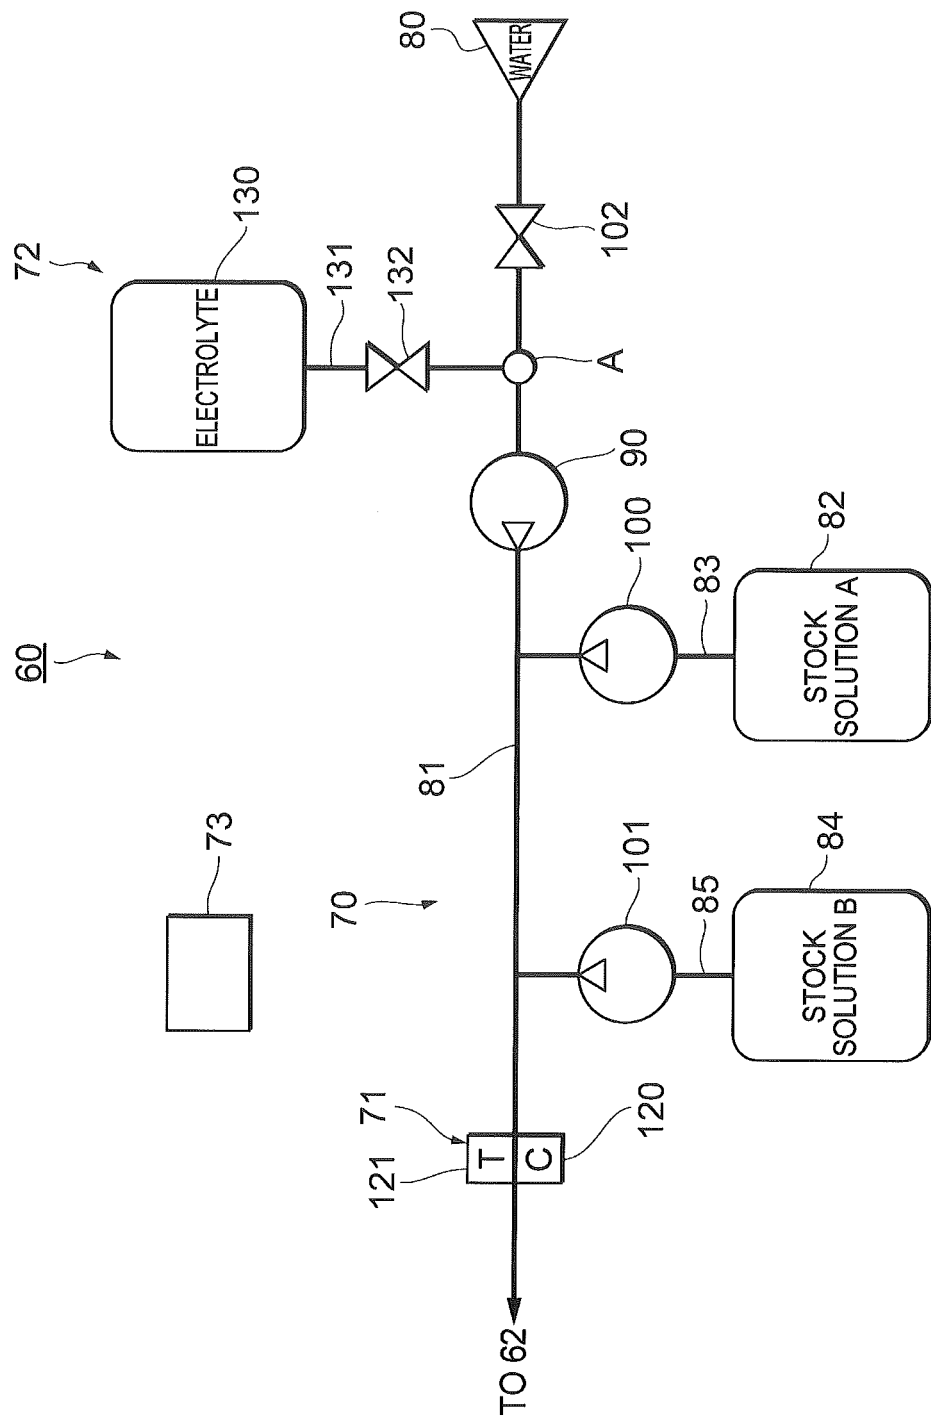 60
72
73
ELECTROLYTE
130
70
131
71
121
132
80
81
T
TO 62
WATER
C
120
101
100
90
A
102
85
83
84
82
STOCK
SOLUTION B
STOCK
SOLUTION A